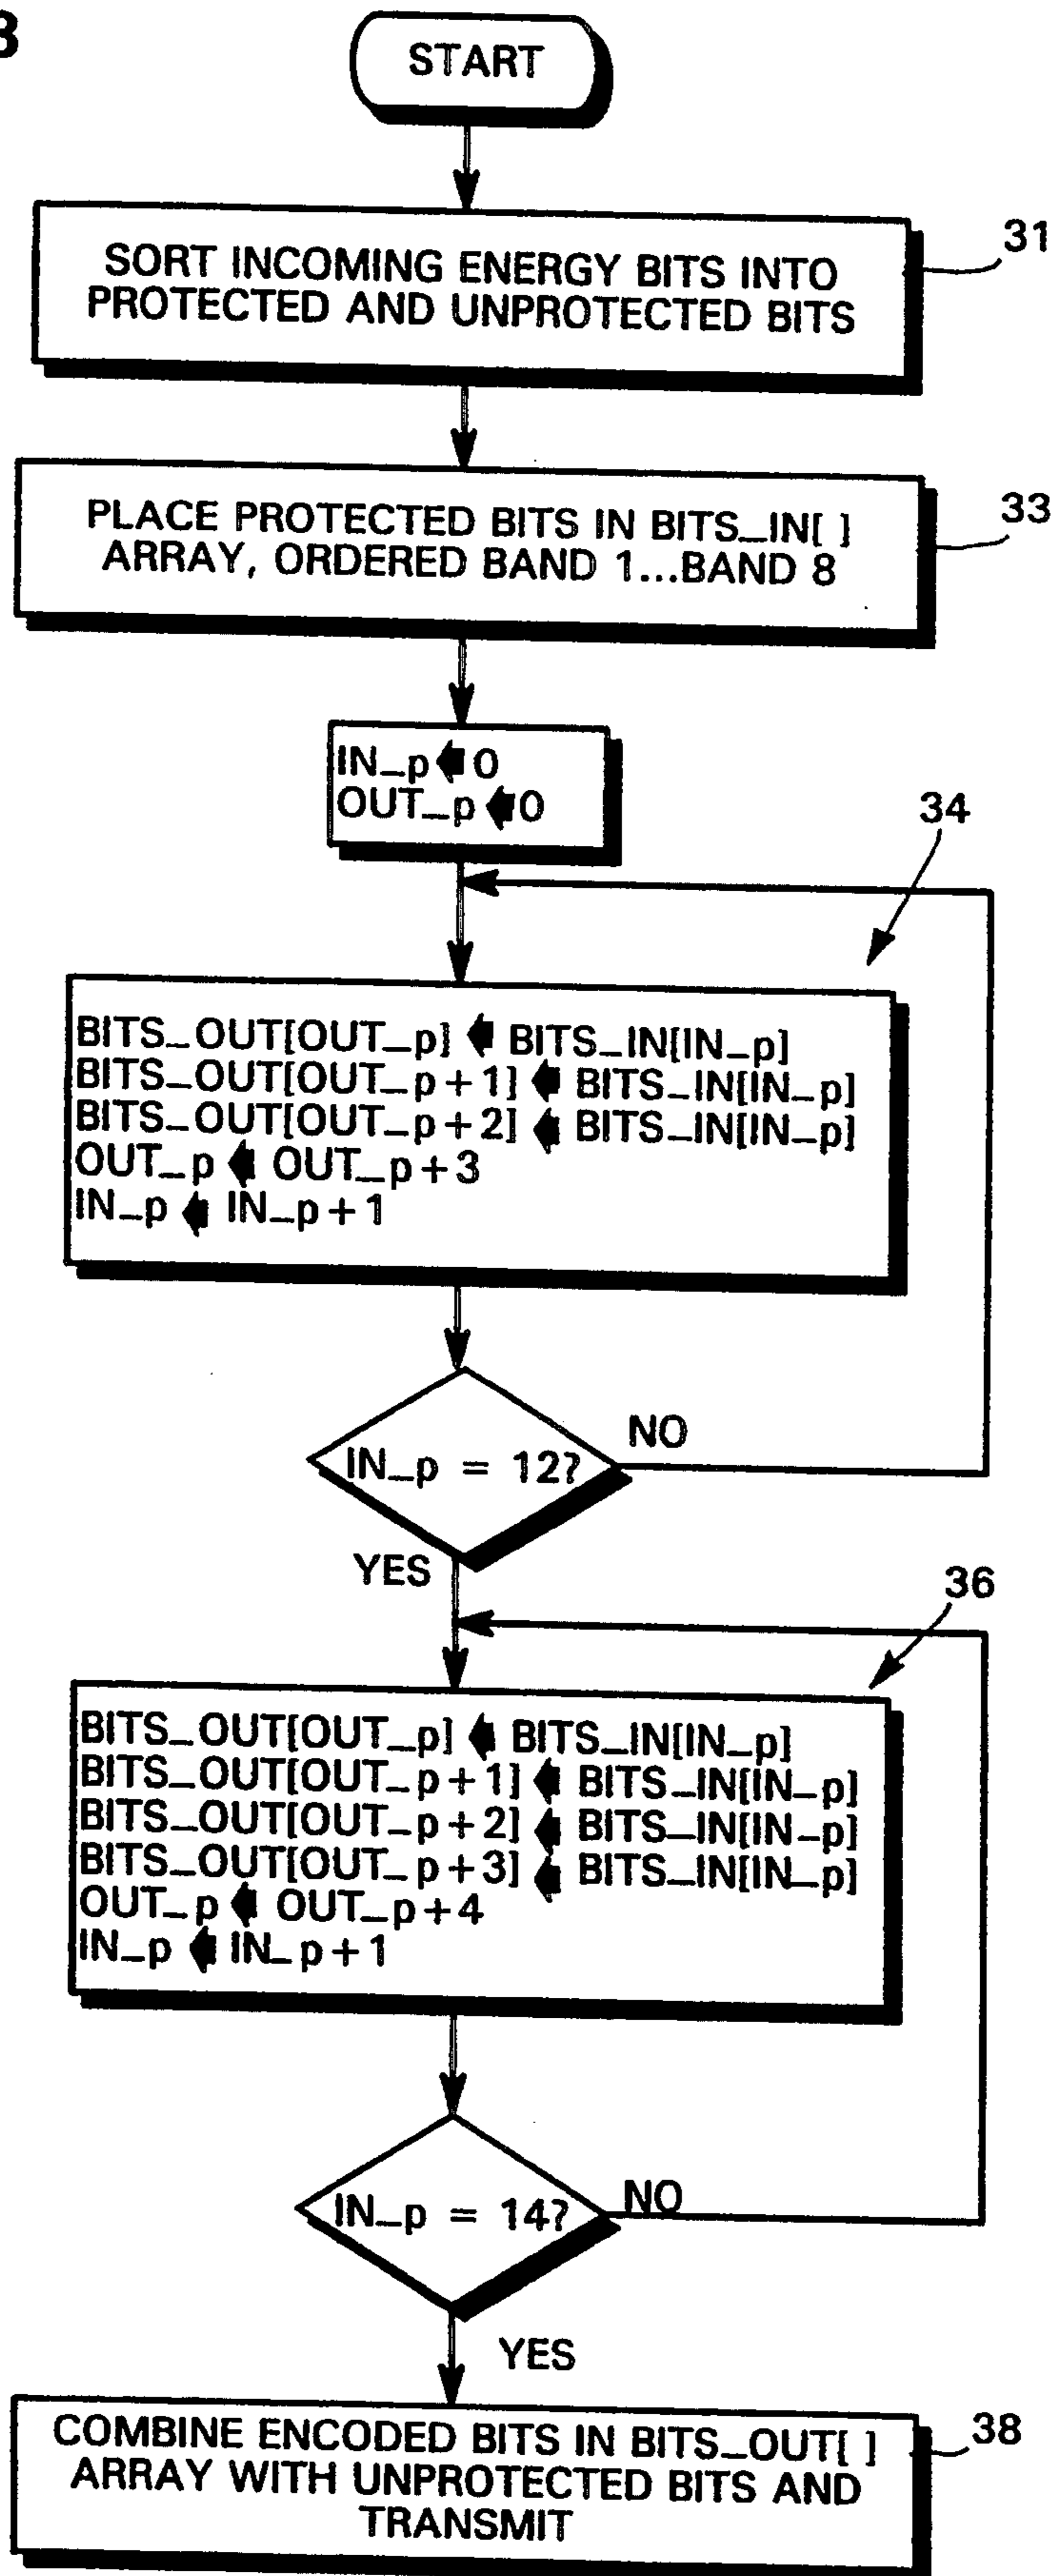 3
START
SORT INCOMING ENERGY BITS INTO
PROTECTED AND UNPROTECTED BITS
31
PLACE PROTECTED BITS IN BITS_IN[ ]
ARRAY, ORDERED BAND 1...BAND 8
33
IN_p ← 0
OUT_p ← 0
34
BITS_OUT[OUT_p] ← BITS_IN[IN_p]
BITS_OUT[OUT_p+1] ← BITS_IN[IN_p]
BITS_OUT[OUT_p+2] ← BITS_IN[IN_p]
OUT_p ← OUT_p+3
IN_p ← IN_p+1
IN_p = 12?
NO
YES
36
BITS_OUT[OUT_p] ← BITS_IN[IN_p]
BITS_OUT[OUT_p+1] ← BITS_IN[IN_p]
BITS_OUT[OUT_p+2] ← BITS_IN[IN_p]
BITS_OUT[OUT_p+3] ← BITS_IN[IN_p]
OUT_p ← OUT_p+4
IN_p ← IN_p+1
IN_p = 14?
NO
YES
COMBINE ENCODED BITS IN BITS_OUT[ ]
ARRAY WITH UNPROTECTED BITS AND
TRANSMIT
38